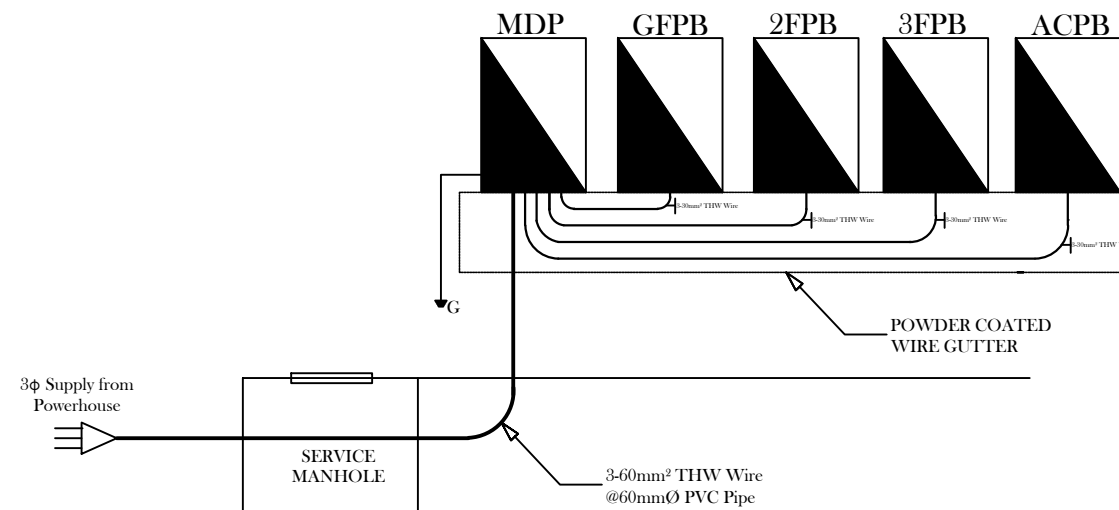 MDP GFPB 2FPB 3FPB ACPB
3-30mm² THW Wire
3-30mm² THW Wire
3-30mm² THW Wire
3-30mm² THW
G
POWDER COATED
WIRE GUTTER
3ϕ Supply from
Powerhouse
SERVICE
MANHOLE
3-60mm² THW Wire
@60mmØ PVC Pipe